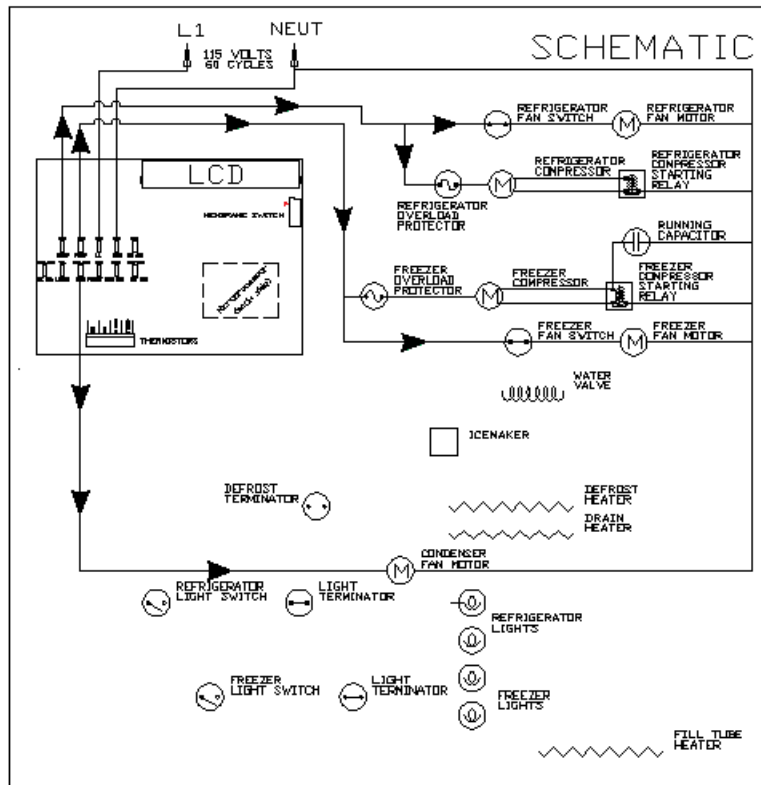 L1
NEUT
115 VOLTS
60 CYCLES
SCHEMATIC
REFRIGERATOR
FAN SWITCH
REFRIGERATOR
FAN MOTOR
LCD
REFRIGERATOR
COMPRESSOR
REFRIGERATOR
COMPRESSOR
STARTING
RELAY
MEMBRANE SWITCH
REFRIGERATOR
OVERLOAD
PROTECTOR
RUNNING
CAPACITOR
FREEZER
OVERLOAD
PROTECTOR
FREEZER
COMPRESSOR
FREEZER
COMPRESSOR
STARTING
RELAY
THERMISTORS
FREEZER
FAN SWITCH
FREEZER
FAN MOTOR
WATER
VALVE
ICEMAKER
DEFROST
TERMINATOR
DEFROST
HEATER
DRAIN
HEATER
CONDENSER
FAN MOTOR
REFRIGERATOR
LIGHT SWITCH
LIGHT
TERMINATOR
REFRIGERATOR
LIGHTS
FREEZER
LIGHT SWITCH
LIGHT
TERMINATOR
FREEZER
LIGHTS
FILL TUBE
HEATER